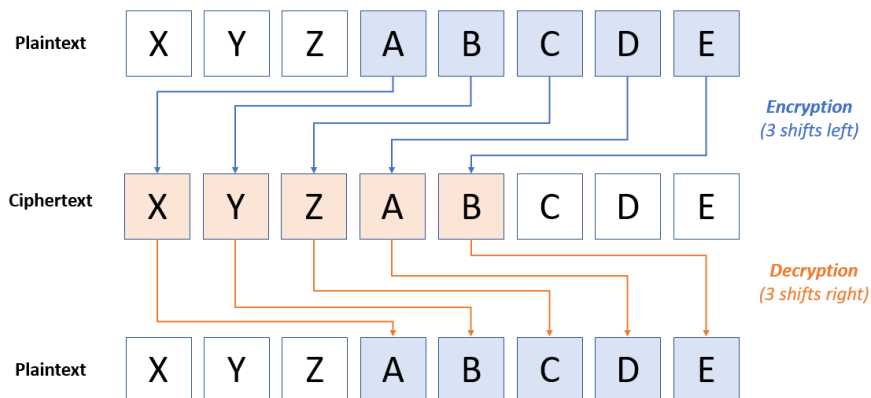 Plaintext X Y Z A B C D E
Encryption
(3 shifts left)
Ciphertext X Y Z A B C D E
Decryption
(3 shifts right)
Plaintext X Y Z A B C D E